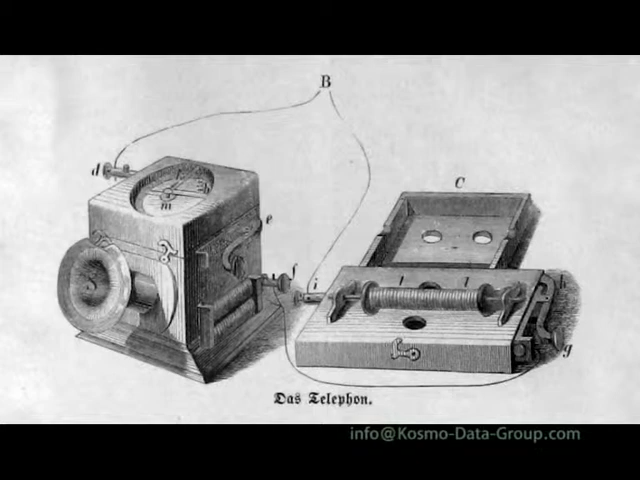 B
d
C
b
m
e
f
i
l
l
h
g
Das Telephon.
info@Kosmo-Data-Group.com